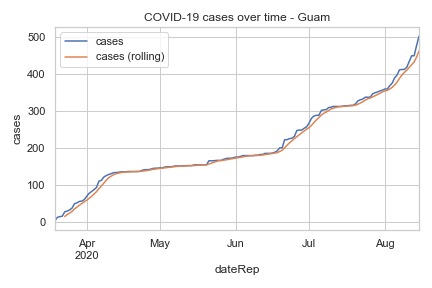 COVID-19 cases over time - Guam
cases
cases (rolling)
500
400
300
200
100
0
cases
Apr
2020
May
Jun
Jul
Aug
dateRep